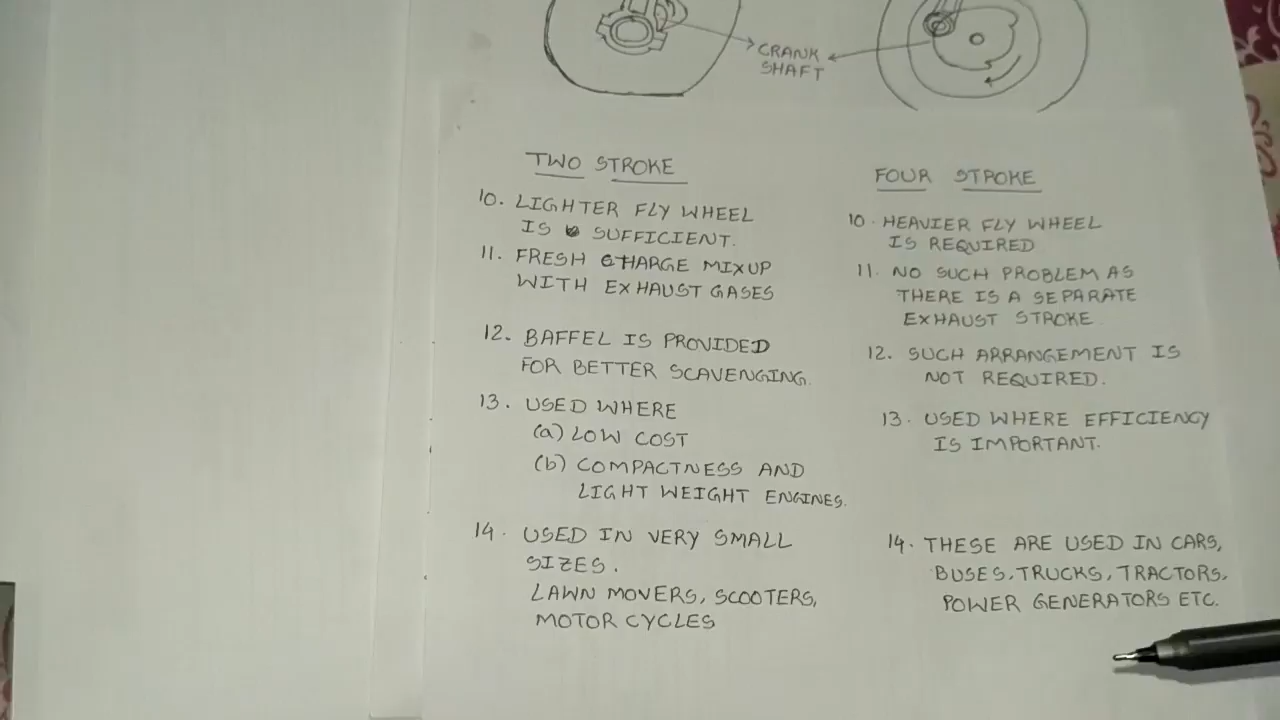 CRANK
SHAFT
TWO STROKE
10. LIGHTER FLY WHEEL
IS SUFFICIENT.
11. FRESH CHARGE MIXUP
WITH EXHAUST GASES
12. BAFFEL IS PROVIDED
FOR BETTER SCAVENGING.
13. USED WHERE
(a) LOW COST
(b) COMPACTNESS AND
LIGHT WEIGHT ENGINES.
14. USED IN VERY SMALL
SIZES.
LAWN MOVERS, SCOOTERS,
MOTOR CYCLES
FOUR STROKE
10. HEAVIER FLY WHEEL
IS REQUIRED
11. NO SUCH PROBLEM AS
THERE IS A SEPARATE
EXHAUST STROKE
12. SUCH ARRANGEMENT IS
NOT REQUIRED.
13. USED WHERE EFFICIENCY
IS IMPORTANT.
14. THESE ARE USED IN CARS,
BUSES, TRUCKS, TRACTORS,
POWER GENERATORS ETC.